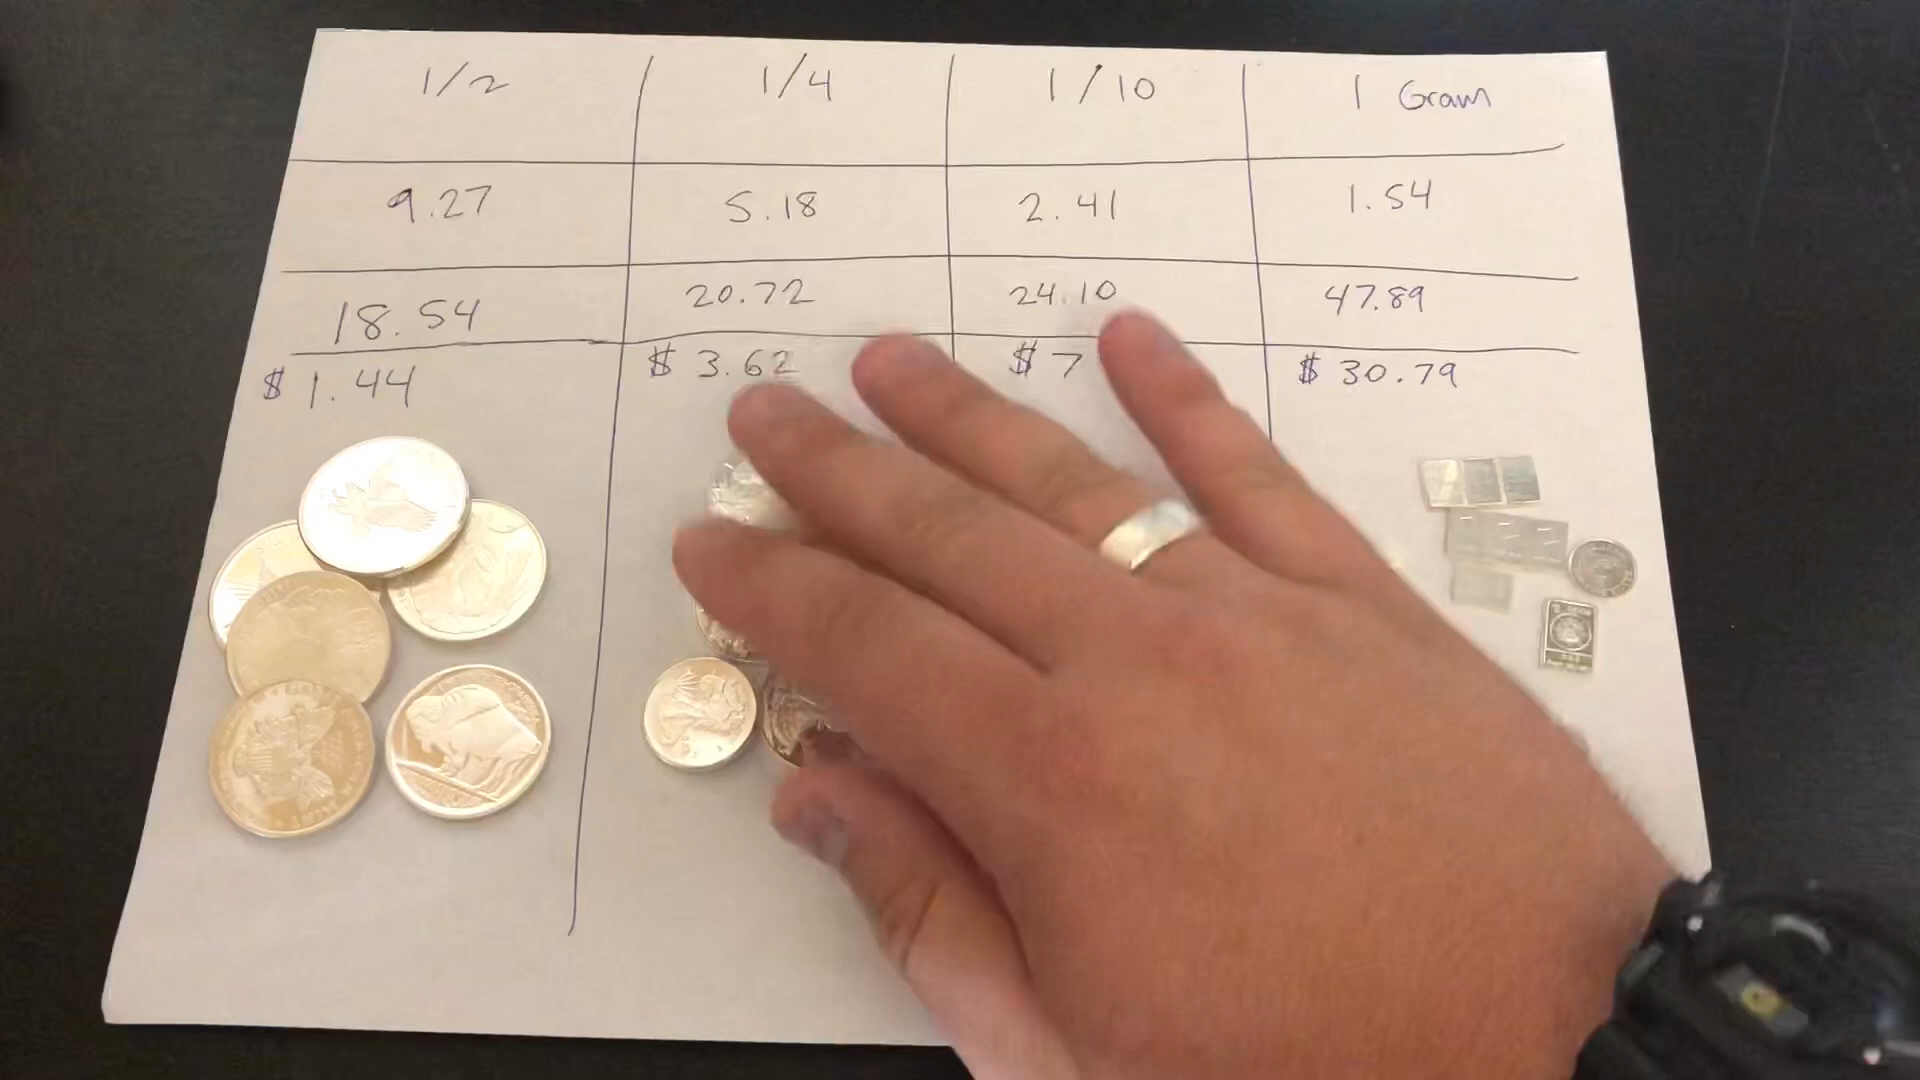 1/2 1/4 1/10 1 Gram
9.27 5.18 2.41 1.54
18.54 20.72 24.10 47.89
$ 1.44 $ 3.62 $ 7 $ 30.79